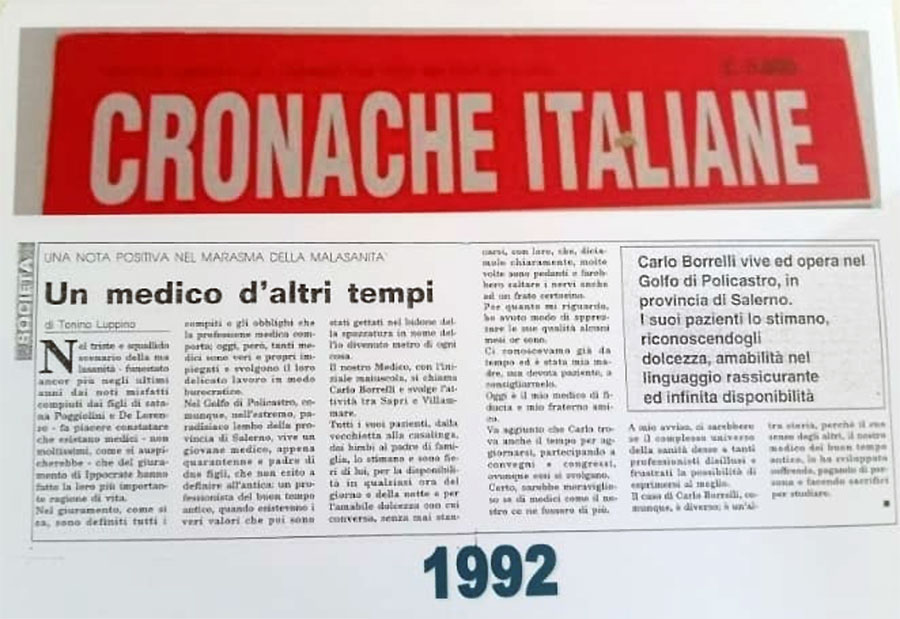 CRONACHE ITALIANE
SOCIETA'
UNA NOTA POSITIVA NEL MARASMA DELLA MALASANITA'
Un medico d'altri tempi
di Tonino Luppino
Nel triste e squallido
scenario della ma
lasanità - funestato
ancor più negli ultimi
anni dai noti misfatti
compiuti dai figli di sata-
na Poggiolini e De Loren-
zo - fa piacere constatare
che esistano medici - non
moltissimi, come si auspi-
cherebbe - che del giura-
mento di Ippocrate hanno
fatto la loro più importan-
te ragione di vita.
Nel giuramento, come si
sa, sono definiti tutti i
compiti e gli obblighi che
la professione medica com-
porta; oggi, però, tanti me-
dici sono veri e propri im-
piegati e svolgono il loro
delicato lavoro in modo
burocratico.
Nel Golfo di Policastro, co-
munque, nell'estremo, pa-
radisiaco lembo della pro-
vincia di Salerno, vive un
giovane medico, appena
quarantenne e padre di
due figli, che non esito a
definire all'antica: un pro-
fessionista del buon tempo
antico, quando esistevano i
veri valori che poi sono
stati gettati nel bidone del-
la spazzatura in nome del-
l'io divenuto metro di ogni
cosa.
Il nostro Medico, con l'ini-
ziale maiuscola, si chiama
Carlo Borrelli e svolge l'at-
tività tra Sapri e Villam-
mare.
Tutti i suoi pazienti, dalla
vecchietta alla casalinga,
dai bimbi al padre di fami-
glia, lo stimano e sono fie-
ri di lui, per la disponibili-
tà in qualsiasi ora del
giorno e della notte e per
l'amabile dolcezza con cui
conversa, senza mai stan-
carsi, con loro, che, dicia-
molo chiaramente, molte
volte sono pedanti e fareb-
bero saltare i nervi anche
ad un frate certosino.
Per quanto mi riguarda,
ho avuto modo di apprez-
zare le sue qualità alcuni
mesi or sono.
Ci conoscevamo già da
tempo ed è stata mia ma-
dre, sua devota paziente, a
consigliarmelo.
Oggi è il mio medico di fi-
ducia e mio fraterno ami-
co.
Va aggiunto che Carlo tro-
va anche il tempo per ag-
giornarsi, partecipando a
convegni e congressi,
ovunque essi si svolgano.
Certo, sarebbe meraviglio-
so se di medici come il no-
stro ce ne fossero di più.
Carlo Borrelli vive ed opera nel
Golfo di Policastro, in
provincia di Salerno.
I suoi pazienti lo stimano,
riconoscendogli
dolcezza, amabilità nel
linguaggio rassicurante
ed infinita disponibilità
A mio avviso, ci sarebbero
se il complesso universo
della sanità desse a tanti
professionisti disillusi e
frustrati la possibilità di
esprimersi al meglio.
Il caso di Carlo Borrelli, co-
munque, è diverso; è un'al-
tra storia, perché il suo
senso degli altri, il nostro
medico del buon tempo
antico, lo ha sviluppato
soffrendo, pagando di per-
sona e facendo sacrifici
per studiare.
1992